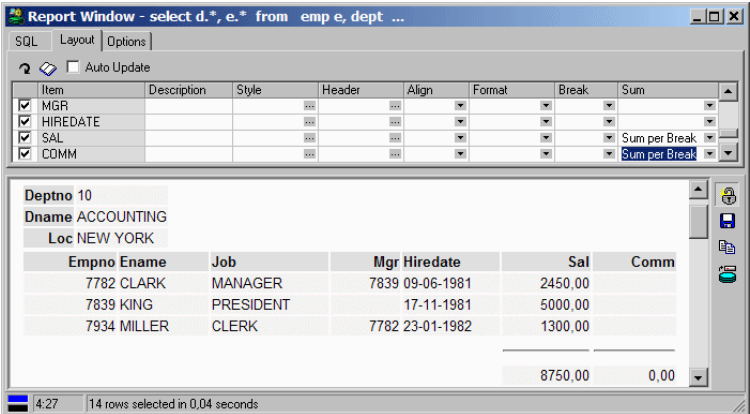 Report Window - select d.*, e.* from emp e, dept ...
SQL Layout Options
Auto Update
Item Description Style Header Align Format Break Sum
MGR
HIREDATE
SAL Sum per Break
COMM Sum per Break
Deptno 10
Dname ACCOUNTING
Loc NEW YORK
Empno Ename Job Mgr Hiredate Sal Comm
7782 CLARK MANAGER 7839 09-06-1981 2450,00
7839 KING PRESIDENT 17-11-1981 5000,00
7934 MILLER CLERK 7782 23-01-1982 1300,00
8750,00 0,00
4:27 14 rows selected in 0,04 seconds